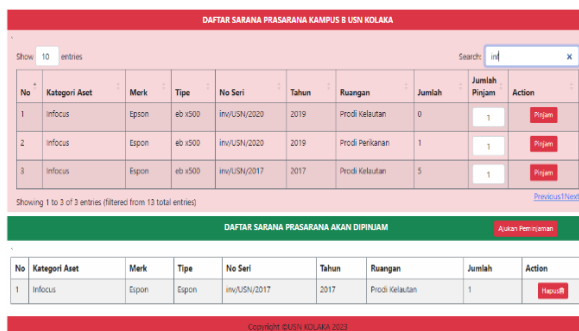 DAFTAR SARANA PRASARANA KAMPUS B USN KOLAKA
Show 10 entries Search: inf
No Kategori Aset Merk Tipe No Seri Tahun Ruangan Jumlah Jumlah Pinjam Action
1 Infocus Epson eb x500 inv/USN/2020 2019 Prodi Kelautan 0 1 Pinjam
2 Infocus Espon eb x500 inv/USN/2020 2019 Prodi Perikanan 1 1 Pinjam
3 Infocus Espon eb x500 inv/USN/2017 2017 Prodi Kelautan 5 1 Pinjam
Showing 1 to 3 of 3 entries (filtered from 13 total entries) Previous1Next
DAFTAR SARANA PRASARANA AKAN DIPINJAM Ajukan Peminjaman
No Kategori Aset Merk Tipe No Seri Tahun Ruangan Jumlah Action
1 Infocus Espon Espon inv/USN/2017 2017 Prodi Kelautan 1 Hapus
Copyright ©USN KOLAKA 2023